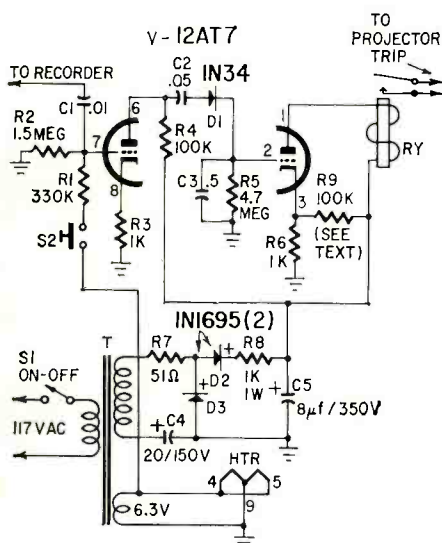 V - 12AT7
TO
PROJECTOR
TRIP
TO RECORDER
C1
.01
C2
.05
1N34
D1
6
7
8
1
2
3
R2
1.5MEG
R4
100K
R1
330K
C3
.5
R5
4.7
MEG
RY
R9
100K
(SEE
TEXT)
R3
1K
R6
1K
S2
1N1695(2)
S1
ON-OFF
T
R7
51Ω
D2
R8
1K
1W
+
C5
8µf/350V
D3
117VAC
+
C4
20/150V
HTR
4
5
9
6.3V